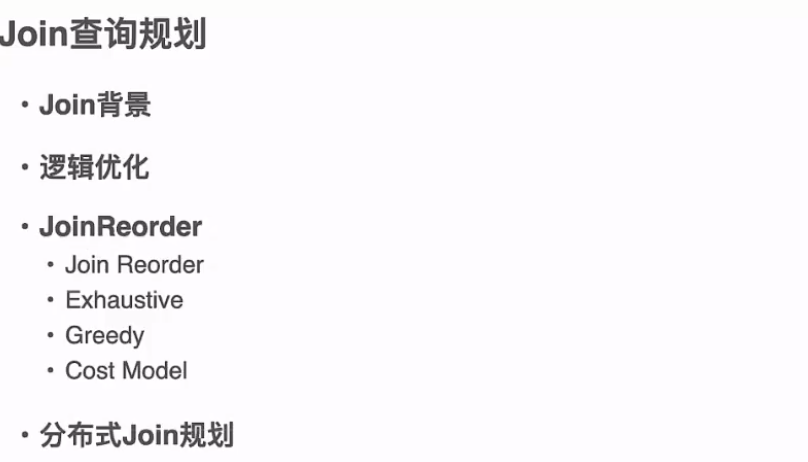 Join查询规划
• Join背景
• 逻辑优化
• JoinReorder
• Join Reorder
• Exhaustive
• Greedy
• Cost Model
• 分布式Join规划